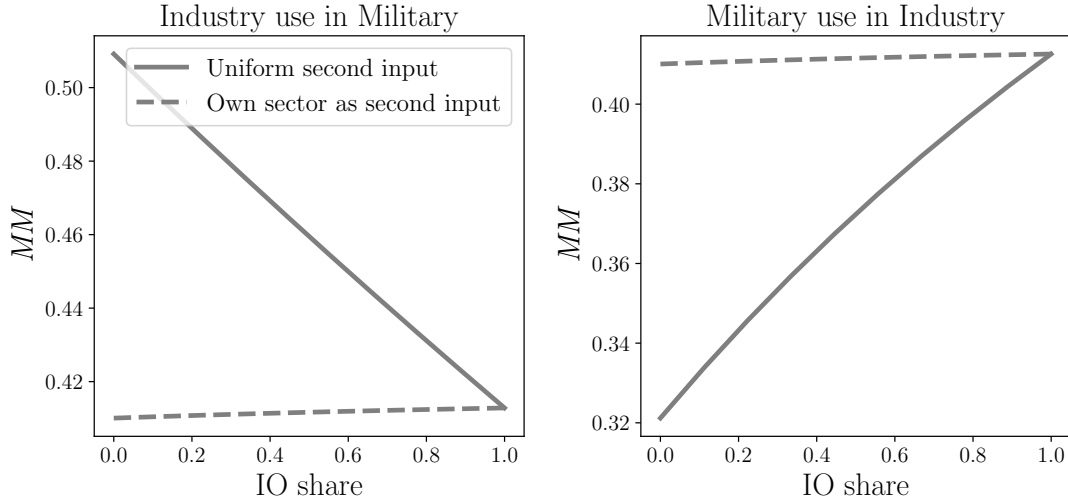 Industry use in Military
Uniform second input
Own sector as second input
0.50
0.48
0.46
0.44
0.42
MM
0.0 0.2 0.4 0.6 0.8 1.0
IO share
Military use in Industry
0.40
0.38
0.36
0.34
0.32
MM
0.0 0.2 0.4 0.6 0.8 1.0
IO share